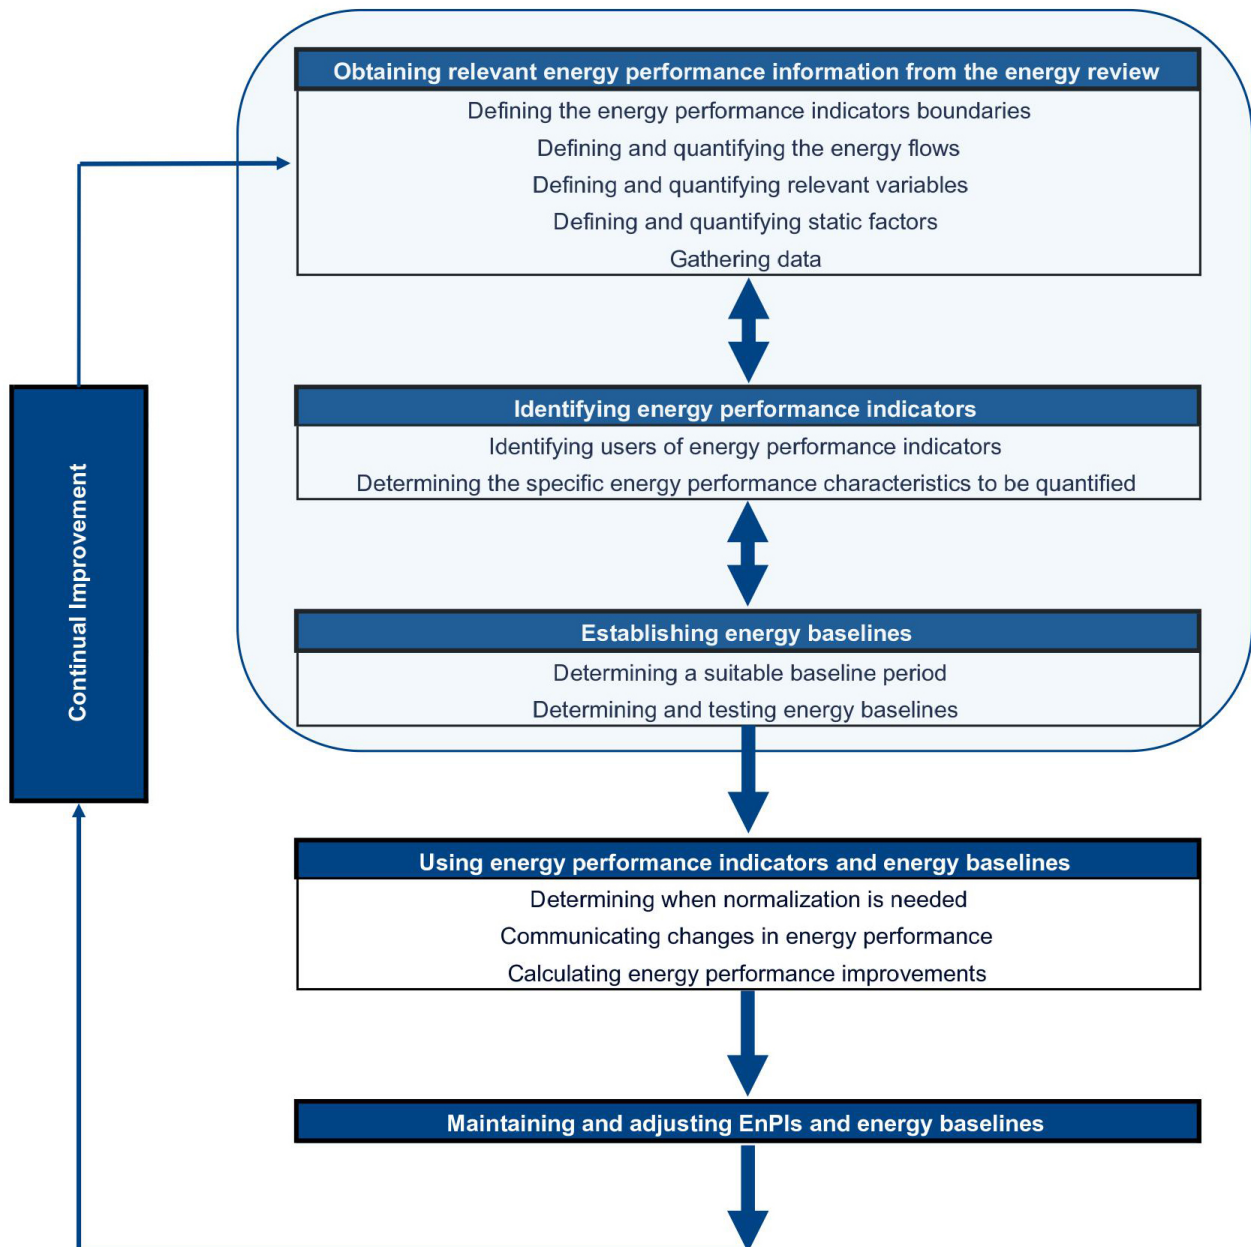 Obtaining relevant energy performance information from the energy review
Defining the energy performance indicators boundaries
Defining and quantifying the energy flows
Defining and quantifying relevant variables
Defining and quantifying static factors
Gathering data
Identifying energy performance indicators
Identifying users of energy performance indicators
Determining the specific energy performance characteristics to be quantified
Continual Improvement
Establishing energy baselines
Determining a suitable baseline period
Determining and testing energy baselines
Using energy performance indicators and energy baselines
Determining when normalization is needed
Communicating changes in energy performance
Calculating energy performance improvements
Maintaining and adjusting EnPIs and energy baselines